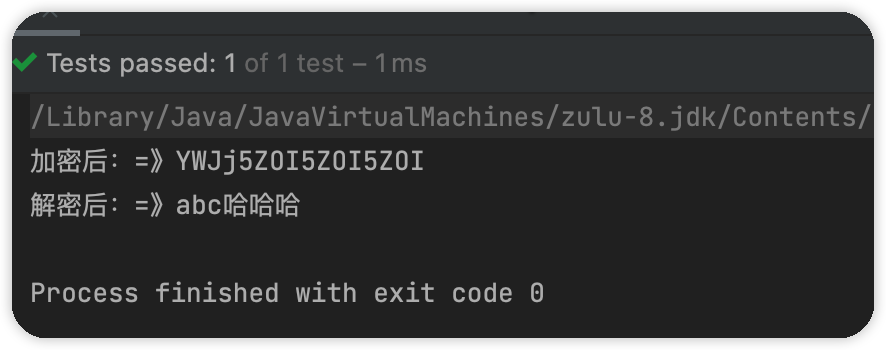 Tests passed: 1 of 1 test – 1 ms
/Library/Java/JavaVirtualMachines/zulu-8.jdk/Contents/
加密后：=》YWJj5ZOI5ZOI5ZOI
解密后：=》abc哈哈哈
Process finished with exit code 0